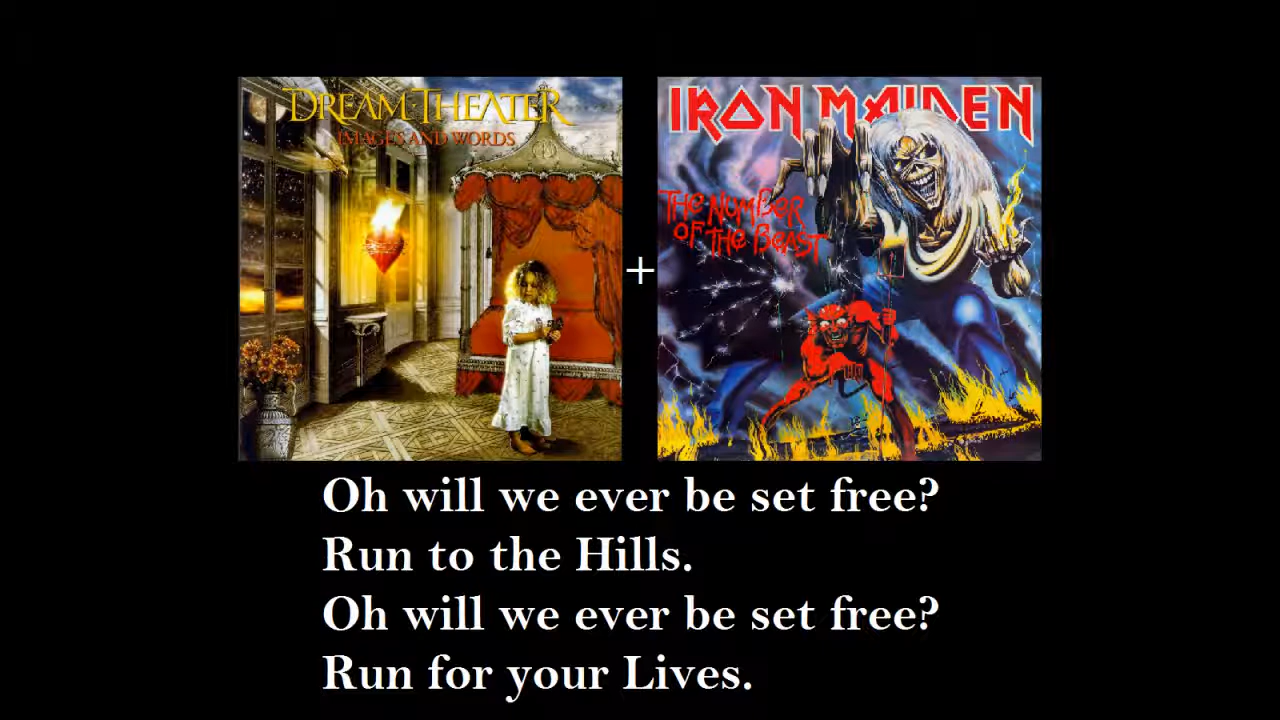 DREAM THEATER
IMAGES AND WORDS
IRON MAIDEN
THE NUMBER
OF THE BEAST
+
Oh will we ever be set free?
Run to the Hills.
Oh will we ever be set free?
Run for your Lives.